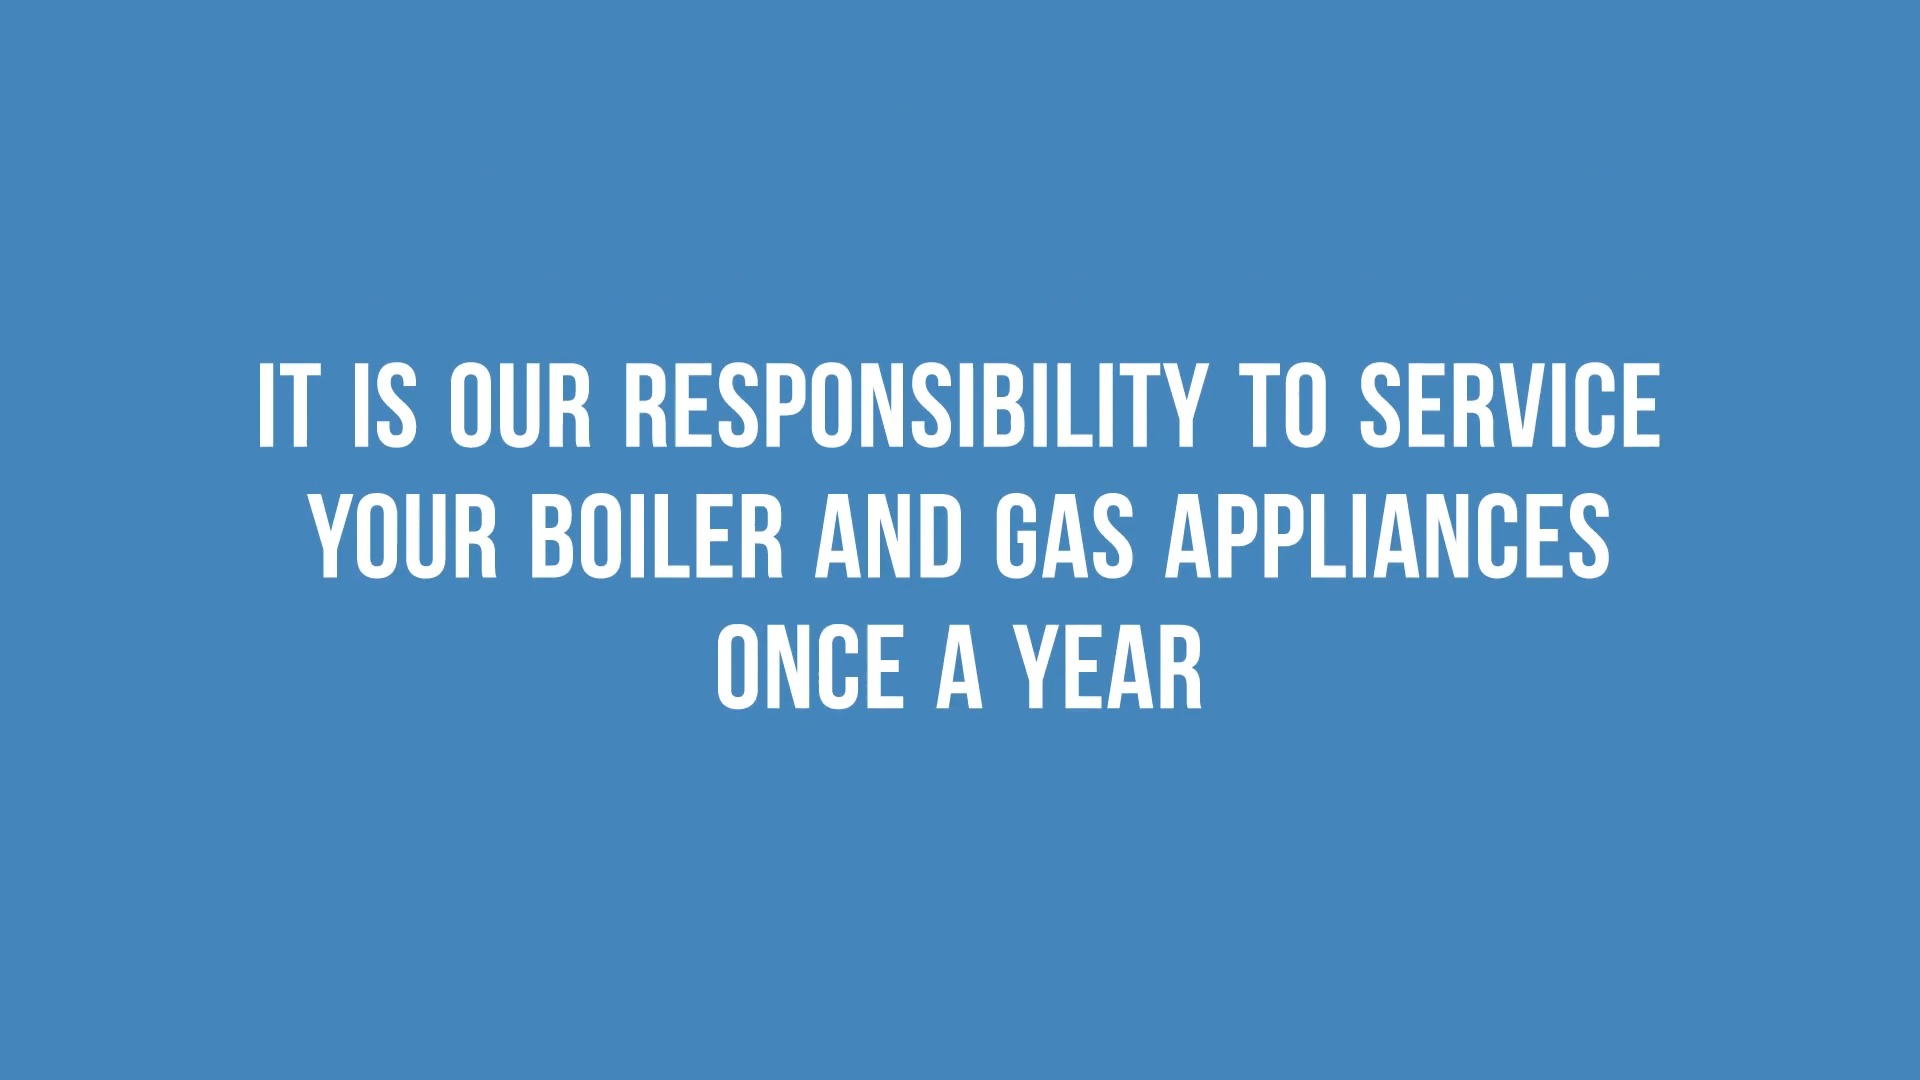 IT IS OUR RESPONSIBILITY TO SERVICE
YOUR BOILER AND GAS APPLIANCES
ONCE A YEAR